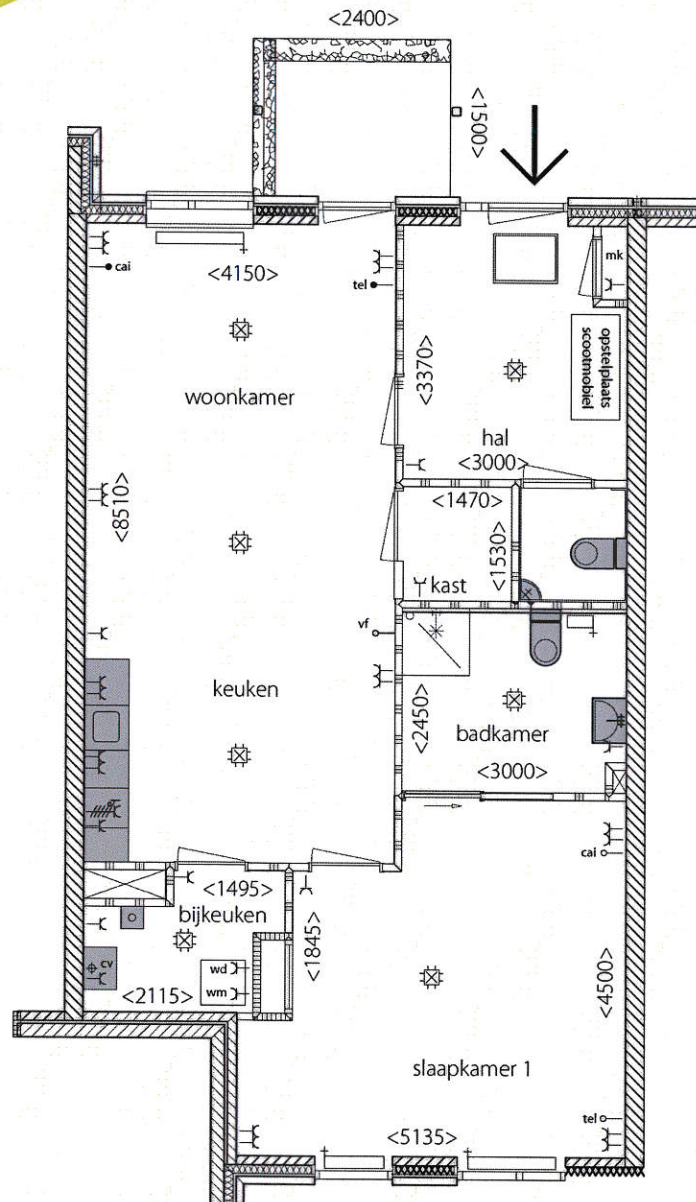 <2400>
<1500>
cai
<4150>
tel
mk
opstelplaats
scootmobiel
<3370>
woonkamer
hal
<3000>
<8510>
<1470>
<1530>
kast
vf
keuken
<2450>
badkamer
<3000>
cai
<1495>
bijkeuken
<1845>
<4500>
cv
wd
wm
<2115>
slaapkamer 1
tel
<5135>